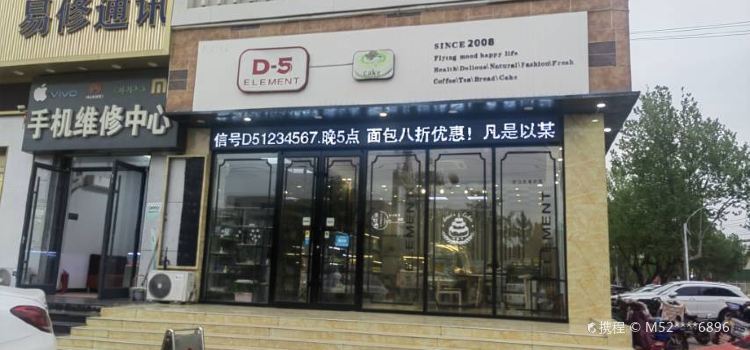 易修通讯
vivo
HUAWEI
oppo
手机维修中心
D-5
ELEMENT
cake
SINCE 2008
Flying mood happy life
Health\Delious\Natural\Fashion\Fresh
Coffee\Tea\Bread\Cake
信号D51234567.晚5点 面包八折优惠！凡是以某
ELEMENT
ELEMENT
ELEMENT
携程 © M52****6896